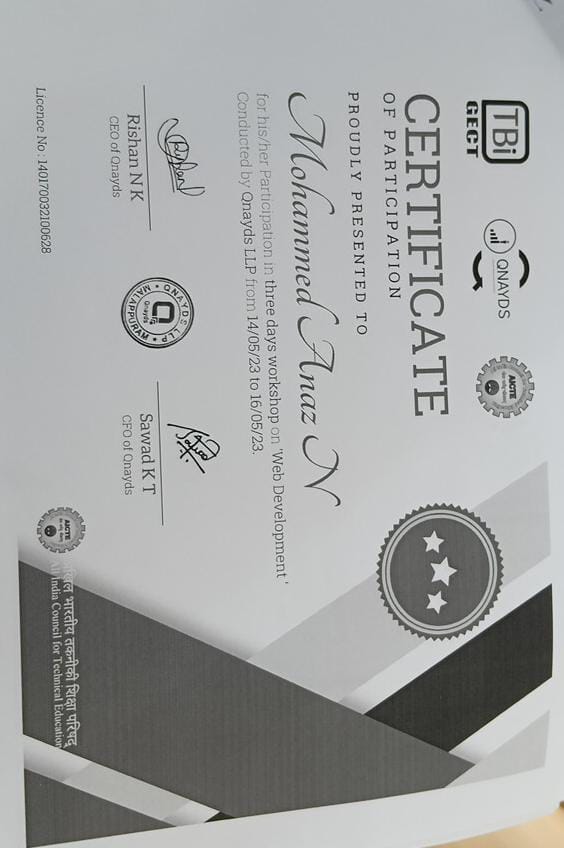 TBi
GECT
QNAYDS
AICTE
CERTIFICATE
OF PARTICIPATION
PROUDLY PRESENTED TO
Mohammed Anaz N
for his/her Participation in three days workshop on 'Web Development'
Conducted by Qnayds LLP from 14/05/23 to 16/05/23.
Rishan N K
CEO of Qnayds
QNAYDS LLP
Qnayds
MALAPPURAM
Sawad K T
CFO of Qnayds
Licence No : 140170032100628
AICTE
अखिल भारतीय तकनीकी शिक्षा परिषद्
All India Council for Technical Education